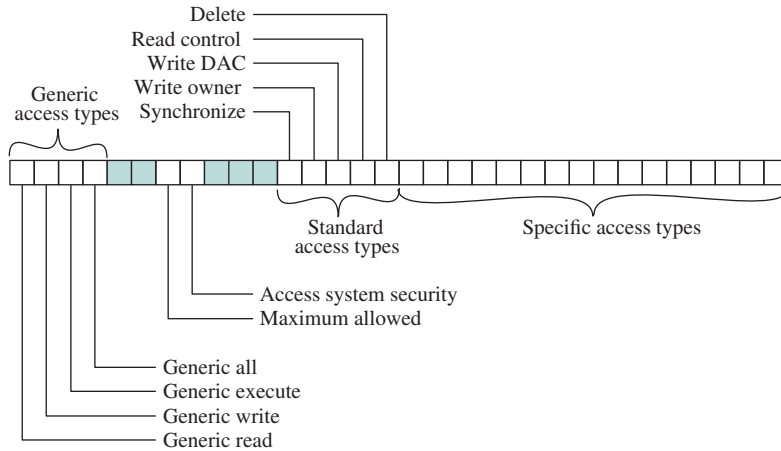 Delete
Read control
Write DAC
Write owner
Synchronize
Generic
access types
Standard
access types
Specific access types
Access system security
Maximum allowed
Generic all
Generic execute
Generic write
Generic read